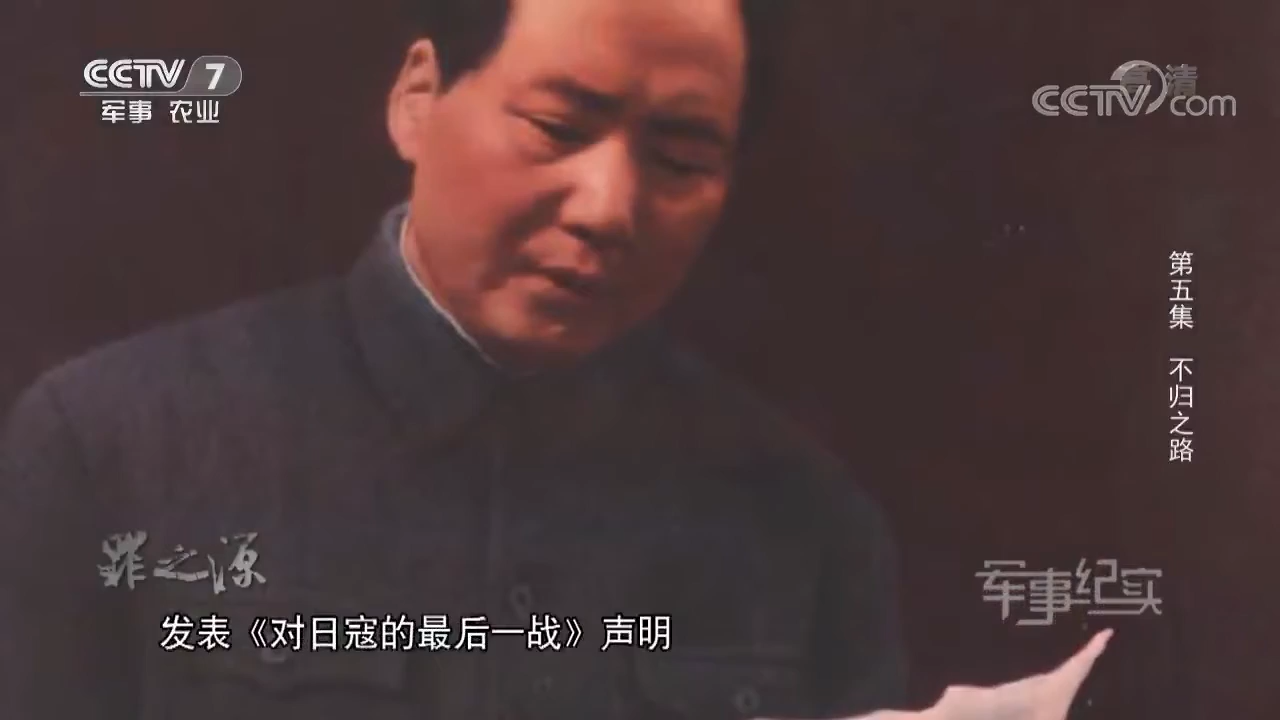 CCTV 7
军事 农业
高清
CCTV.com
第五集 不归之路
罪之源
军事纪实
发表《对日寇的最后一战》声明